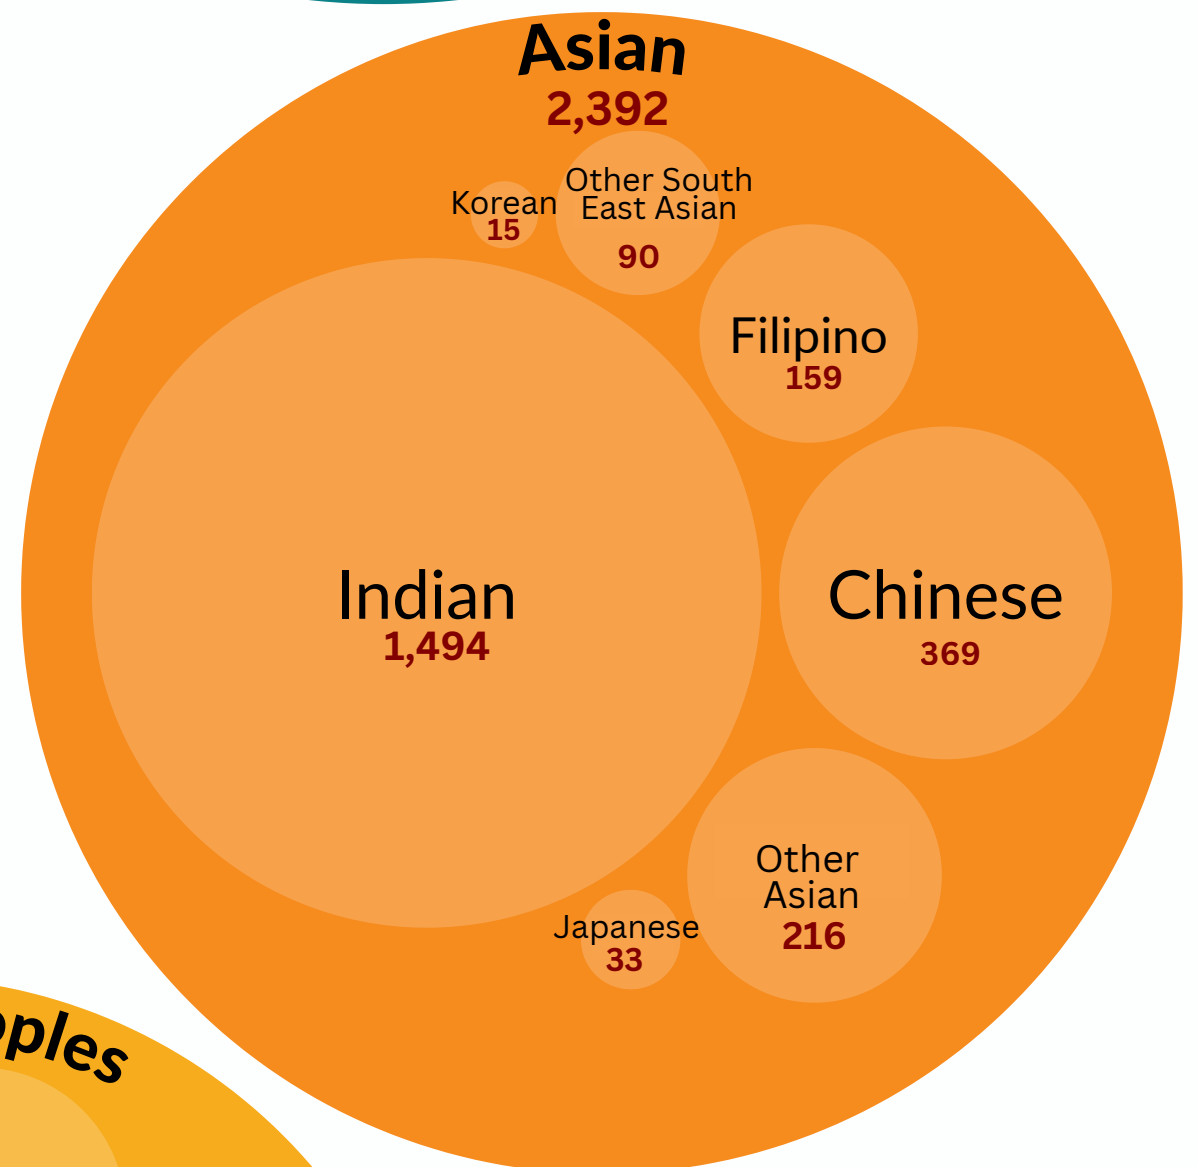 Asian
2,392
Korean
15
Other South
East Asian
90
Filipino
159
Indian
1,494
Chinese
369
Other
Asian
216
Japanese
33